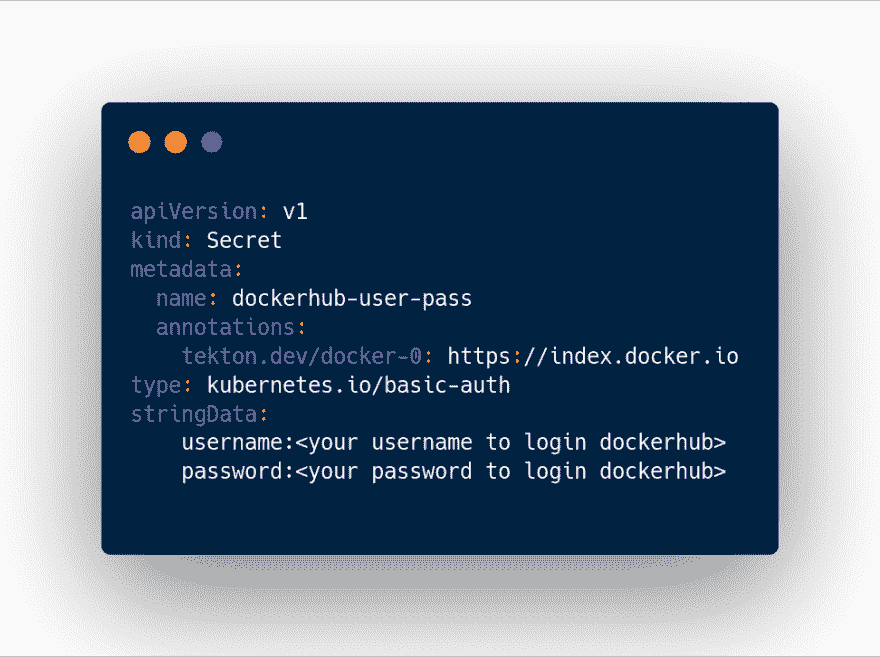 apiVersion: v1
kind: Secret
metadata:
  name: dockerhub-user-pass
  annotations:
    tekton.dev/docker-0: https://index.docker.io
type: kubernetes.io/basic-auth
stringData:
    username:<your username to login dockerhub>
    password:<your password to login dockerhub>